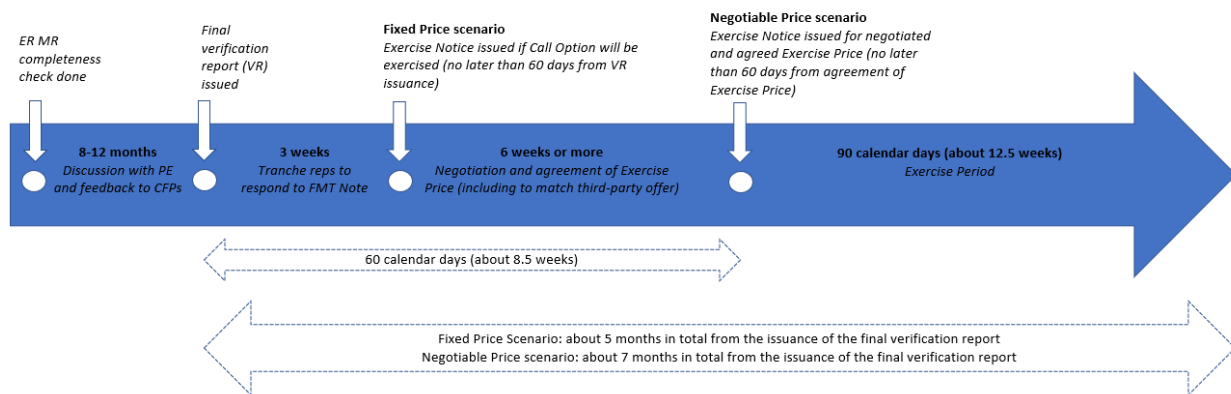 ER MR
completeness
check done
Final
verification
report (VR)
issued
Fixed Price scenario
Exercise Notice issued if Call Option will be
exercised (no later than 60 days from VR
issuance)
Negotiable Price scenario
Exercise Notice issued for negotiated
and agreed Exercise Price (no later
than 60 days from agreement of
Exercise Price)
8-12 months
Discussion with PE
and feedback to CFPs
3 weeks
Tranche reps to
respond to FMT Note
6 weeks or more
Negotiation and agreement of Exercise
Price (including to match third-party offer)
90 calendar days (about 12.5 weeks)
Exercise Period
60 calendar days (about 8.5 weeks)
Fixed Price Scenario: about 5 months in total from the issuance of the final verification report
Negotiable Price scenario: about 7 months in total from the issuance of the final verification report